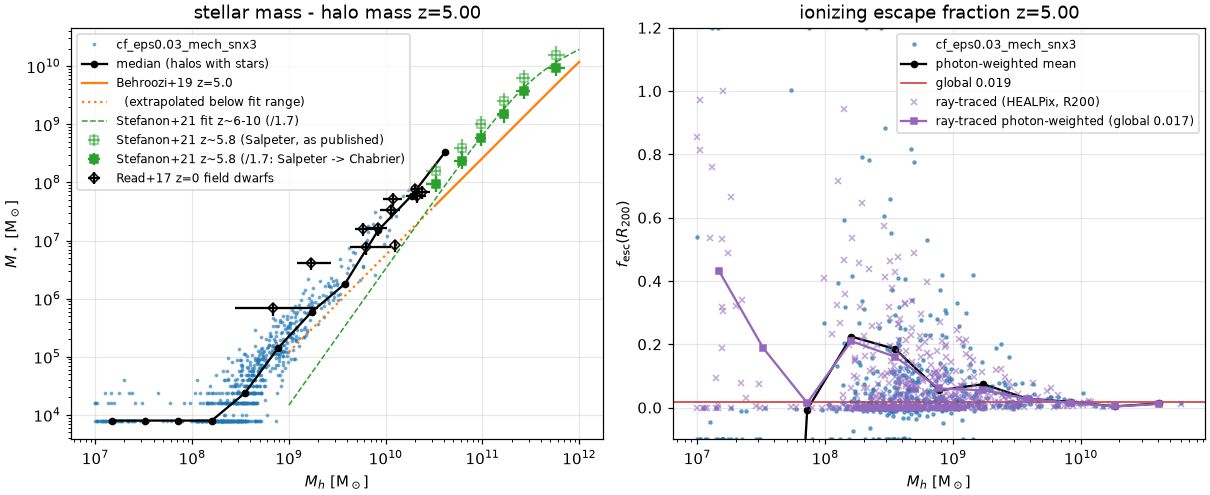 stellar mass - halo mass z=5.00
cf_eps0.03_mech_snx3
median (halos with stars)
Behroozi+19 z=5.0
(extrapolated below fit range)
Stefanon+21 fit z~6-10 (/1.7)
Stefanon+21 z~5.8 (Salpeter, as published)
Stefanon+21 z~5.8 (/1.7: Salpeter -> Chabrier)
Read+17 z=0 field dwarfs
10¹⁰
10⁹
10⁸
10⁷
10⁶
10⁵
10⁴
M⋆ [M⊙]
10⁷ 10⁸ 10⁹ 10¹⁰ 10¹¹ 10¹²
Mₕ [M⊙]
ionizing escape fraction z=5.00
cf_eps0.03_mech_snx3
photon-weighted mean
global 0.019
ray-traced (HEALPix, R200)
ray-traced photon-weighted (global 0.017)
1.2
1.0
0.8
0.6
0.4
0.2
0.0
f_esc(R₂₀₀)
10⁷ 10⁸ 10⁹ 10¹⁰
Mₕ [M⊙]